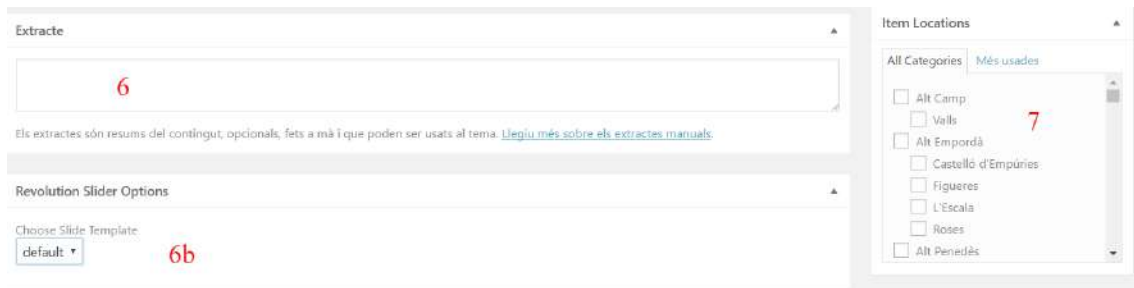 Extracte
6
Els extractes són resums del contingut, opcionals, fets a mà i que poden ser usats al tema. Llegiu més sobre els extractes manuals.
Revolution Slider Options
Choose Slide Template
default
6b
Item Locations
All Categories Més usades
Alt Camp
Valls
7
Alt Empordà
Castelló d'Empúries
Figueres
L'Escala
Roses
Alt Penedès